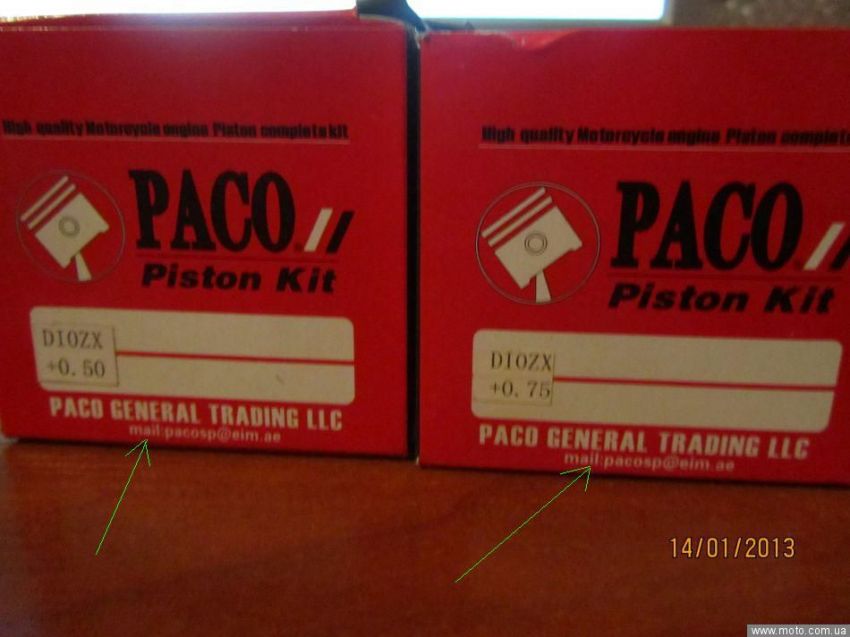 High quality Motorcycle engine Piston complete kit
PACO
Piston Kit
DIOZX
+0.50
PACO GENERAL TRADING LLC
mail:pacosp@eim.ae
High quality Motorcycle engine Piston complete
PACO
Piston Kit
DIOZX
+0.75
PACO GENERAL TRADING LLC
mail:pacosp@eim.ae
14/01/2013
www.moto.com.ua